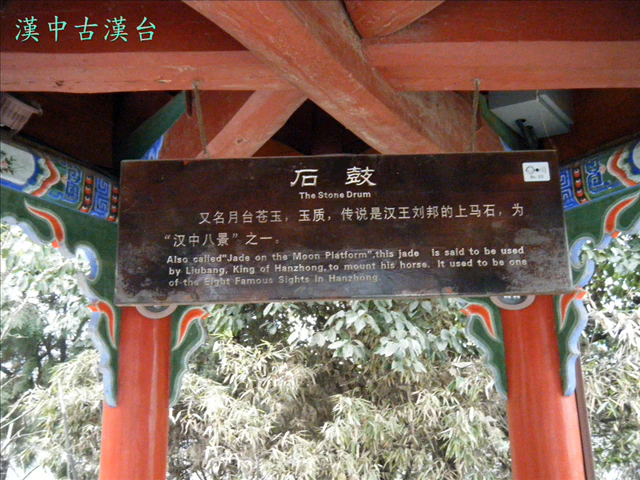 漢中古漢台
石 鼓
The Stone Drum
又名月台苍玉，玉质，传说是汉王刘邦的上马石，为
“汉中八景”之一。
Also called"Jade on the Moon Platform",this jade is said to be used
by Liubang, King of Hanzhong,to mount his horse. It used to be one
of the Eight Famous Sights in Hanzhong.